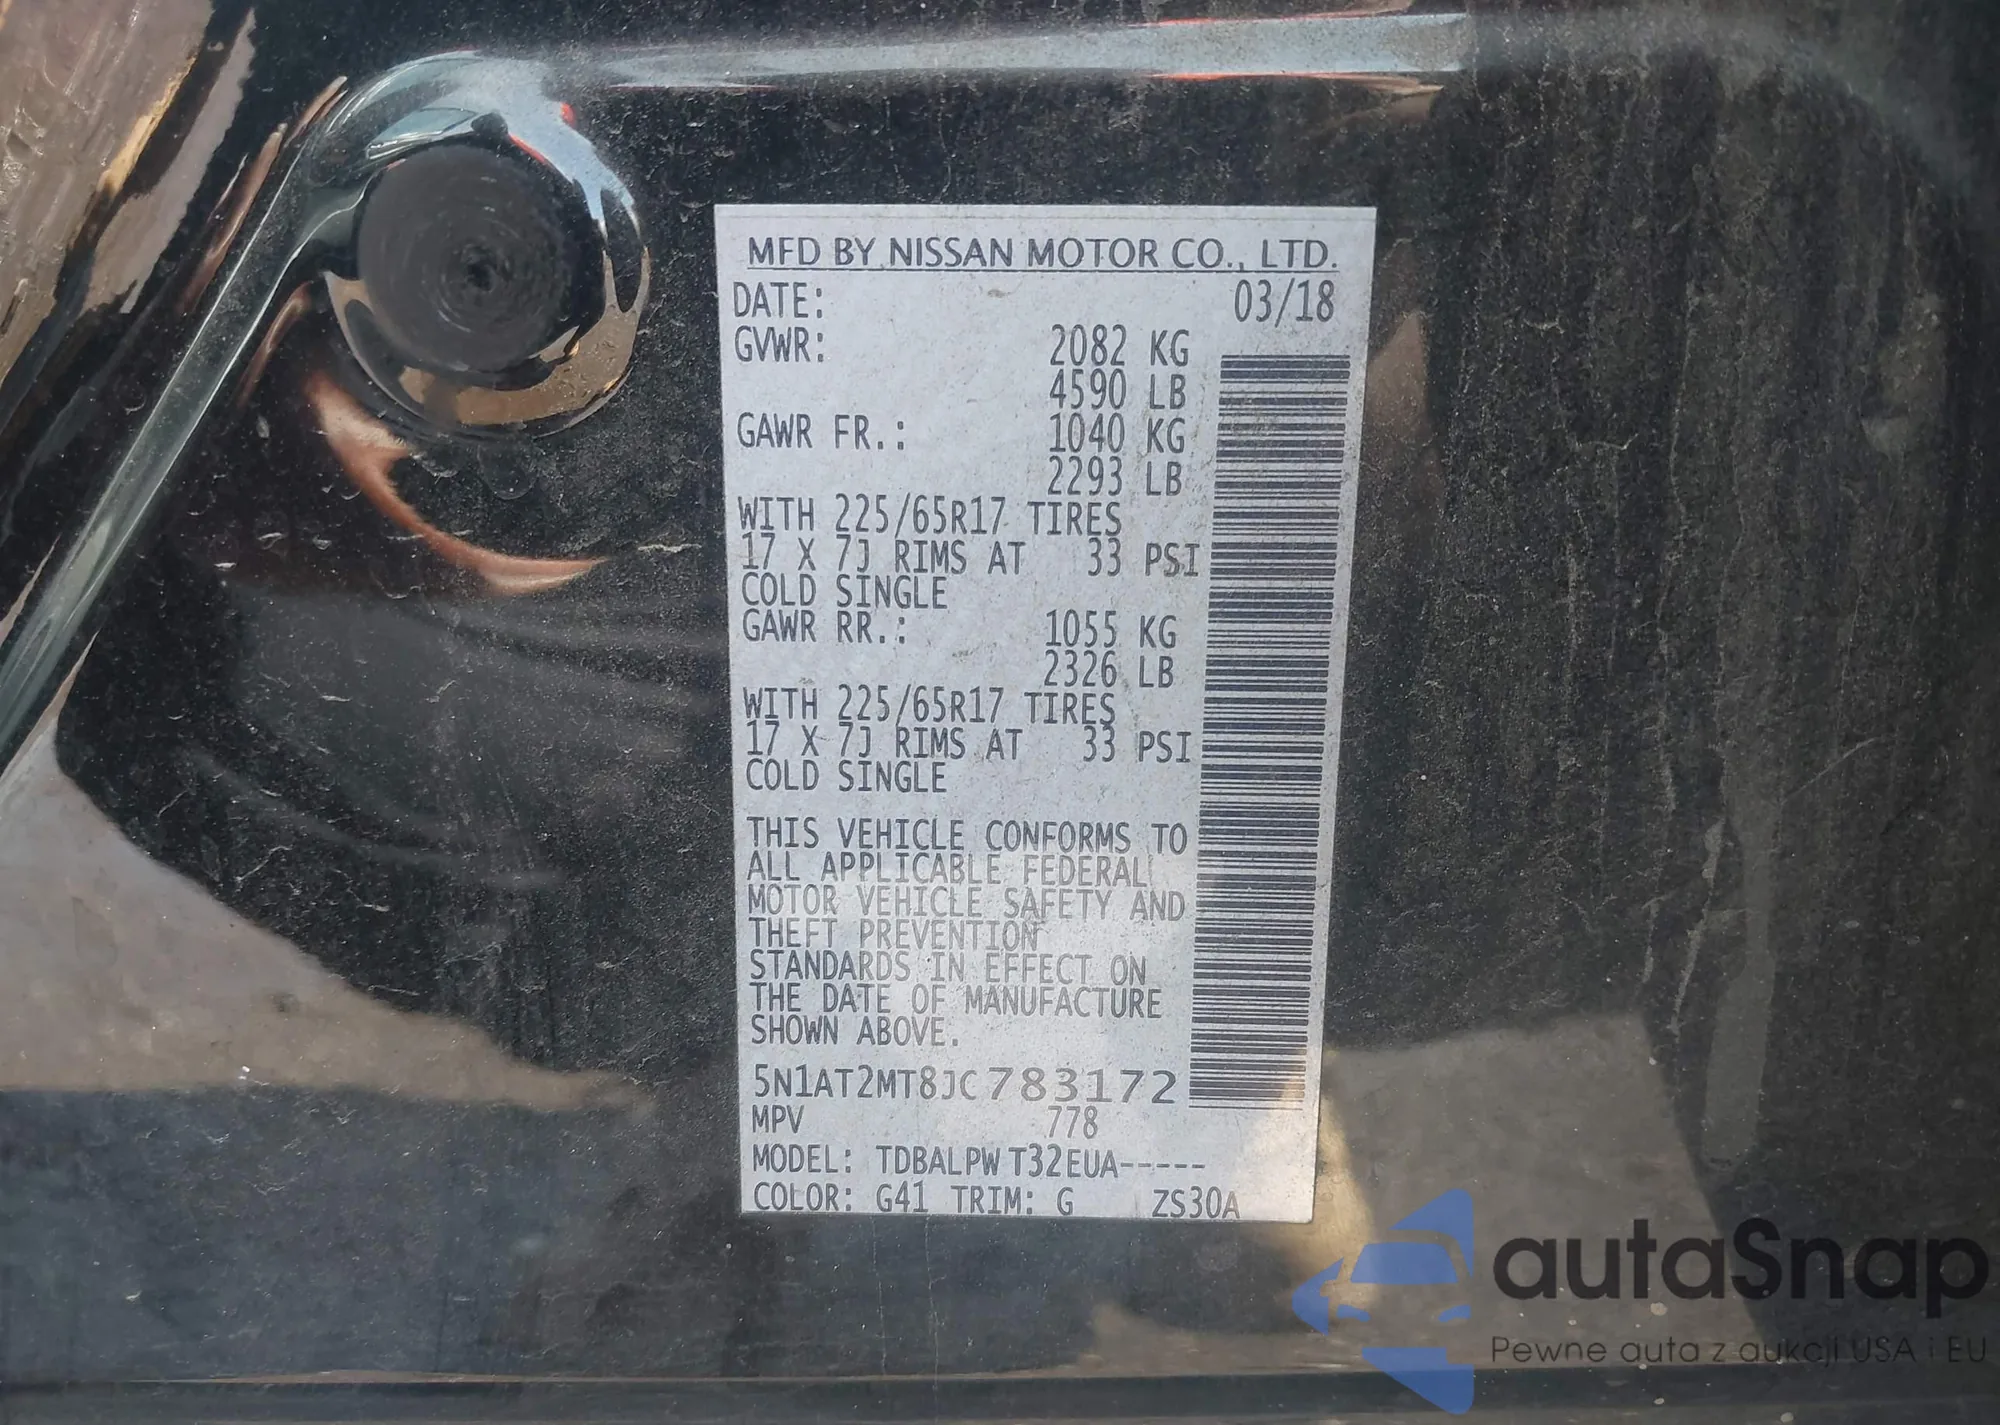 MFD BY NISSAN MOTOR CO., LTD.
DATE: 03/18
GVWR: 2082 KG
4590 LB
GAWR FR.: 1040 KG
2293 LB
WITH 225/65R17 TIRES
17 X 7J RIMS AT 33 PSI
COLD SINGLE
GAWR RR.: 1055 KG
2326 LB
WITH 225/65R17 TIRES
17 X 7J RIMS AT 33 PSI
COLD SINGLE
THIS VEHICLE CONFORMS TO
ALL APPLICABLE FEDERAL
MOTOR VEHICLE SAFETY AND
THEFT PREVENTION
STANDARDS IN EFFECT ON
THE DATE OF MANUFACTURE
SHOWN ABOVE.
5N1AT2MT8JC783172
MPV 778
MODEL: TDBALPW T32EUA-----
COLOR: G41 TRIM: G ZS30A
autaSnap
Pewne auta z aukcji USA i EU